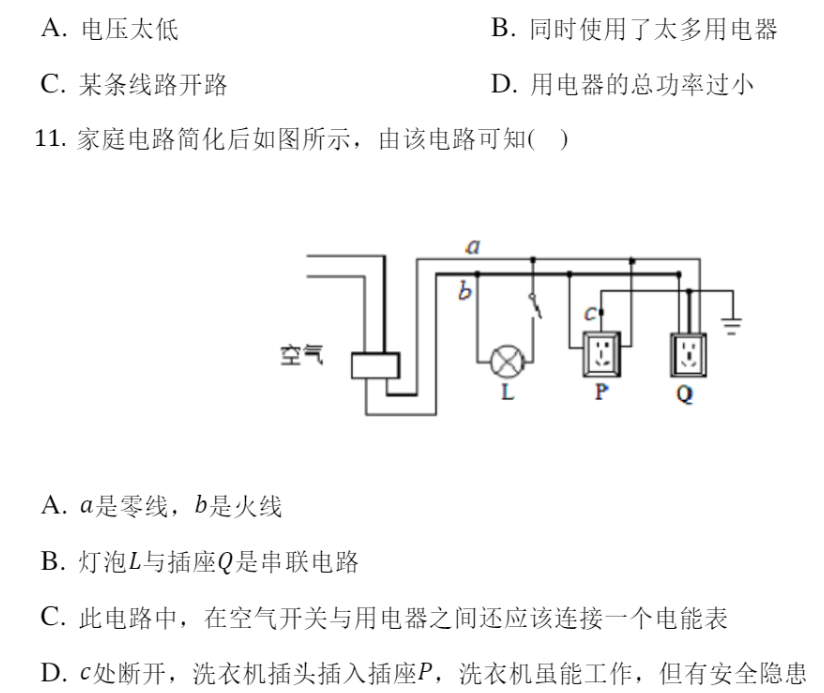 A. 电压太低 B. 同时使用了太多用电器
C. 某条线路开路 D. 用电器的总功率过小
11. 家庭电路简化后如图所示，由该电路可知( )
a
b
c
空气
L P Q
A. a是零线，b是火线
B. 灯泡L与插座Q是串联电路
C. 此电路中，在空气开关与用电器之间还应该连接一个电能表
D. c处断开，洗衣机插头插入插座P，洗衣机虽能工作，但有安全隐患